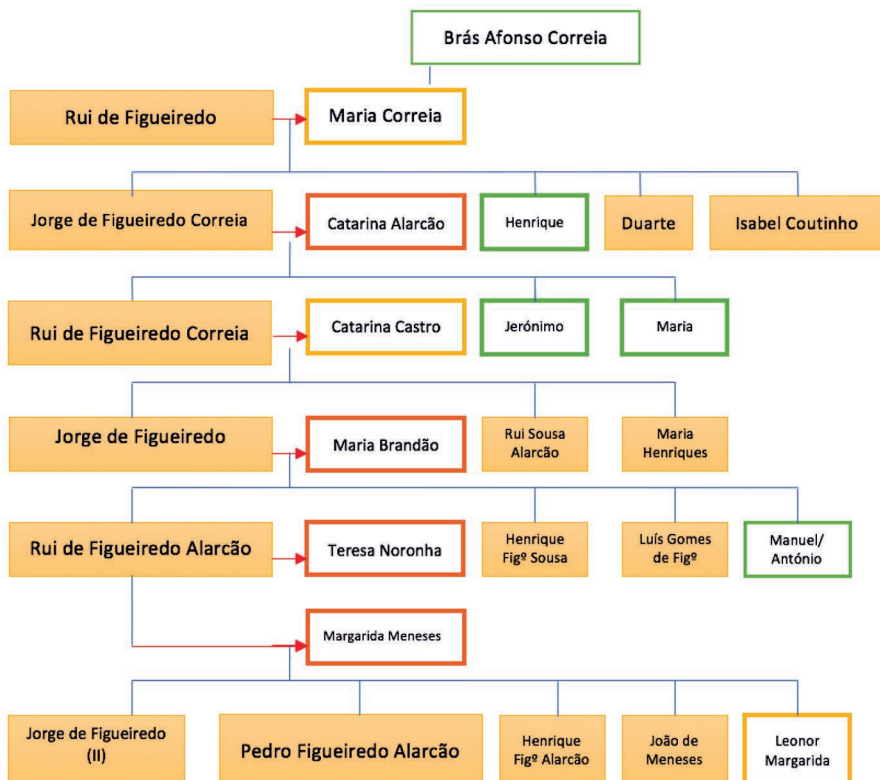 Brás Afonso Correia
Rui de Figueiredo
Maria Correia
Jorge de Figueiredo Correia
Catarina Alarcão
Henrique
Duarte
Isabel Coutinho
Rui de Figueiredo Correia
Catarina Castro
Jerónimo
Maria
Jorge de Figueiredo
Maria Brandão
Rui Sousa
Alarcão
Maria
Henriques
Rui de Figueiredo Alarcão
Teresa Noronha
Henrique
Figº Sousa
Luís Gomes
de Figº
Manuel/
António
Margarida Meneses
Jorge de Figueiredo
(II)
Pedro Figueiredo Alarcão
Henrique
Figº Alarcão
João de
Meneses
Leonor
Margarida